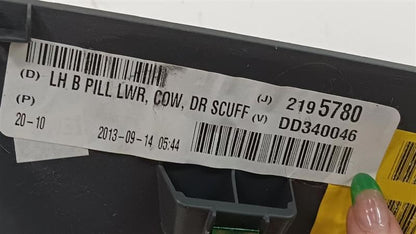 (D) LH B PILL LWR, COW, DR SCUFF
(J) 2195780
(P)
(V) DD340046
20-10
2013-09-14 05:44